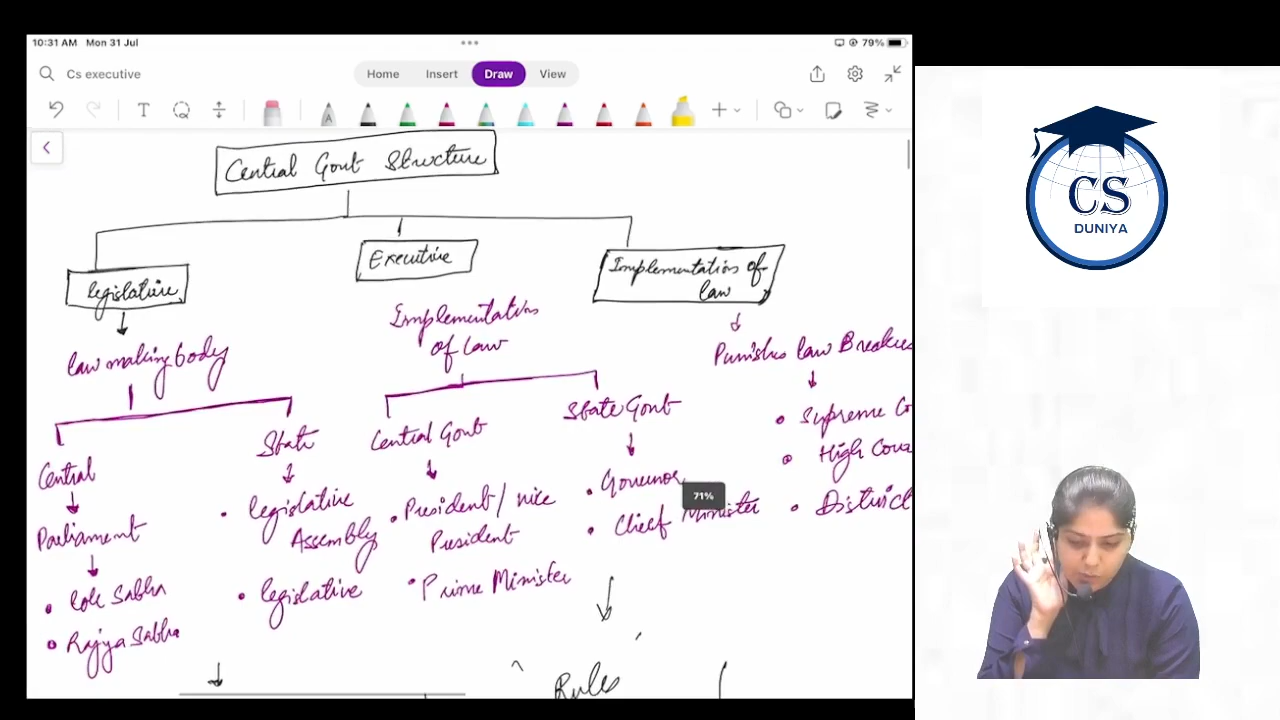 10:31 AM Mon 31 Jul
79%
Cs executive
Home Insert Draw View
T
A
Central Govt Structure
legislative
Executive
Implementation of
law
law making body
Implementation
of law
Punishes law Breakers
Central
State
Central Govt
State Govt
Supreme Co
Parliament
legislative
Assembly
President/ vice
President
Governor
71%
Chief Minister
High Cour
District
lok Sabha
legislative
Prime Minister
Rajya Sabha
Rules
CS
DUNIYA